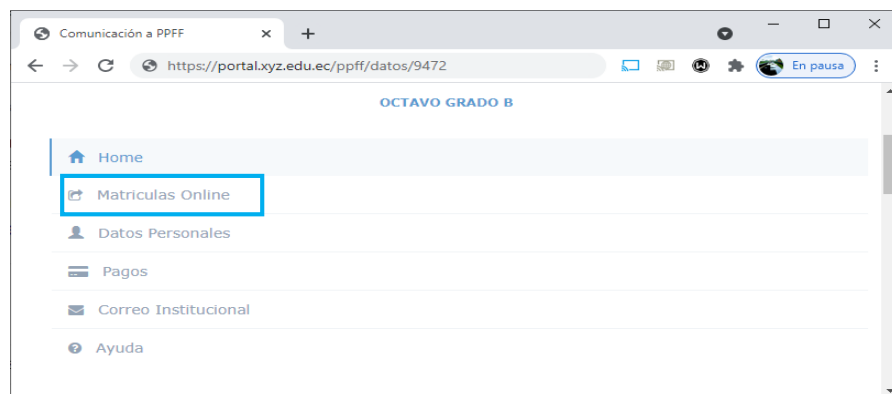 Comunicación a PPFF
https://portal.xyz.edu.ec/ppff/datos/9472
En pausa
OCTAVO GRADO B
Home
Matriculas Online
Datos Personales
Pagos
Correo Institucional
Ayuda